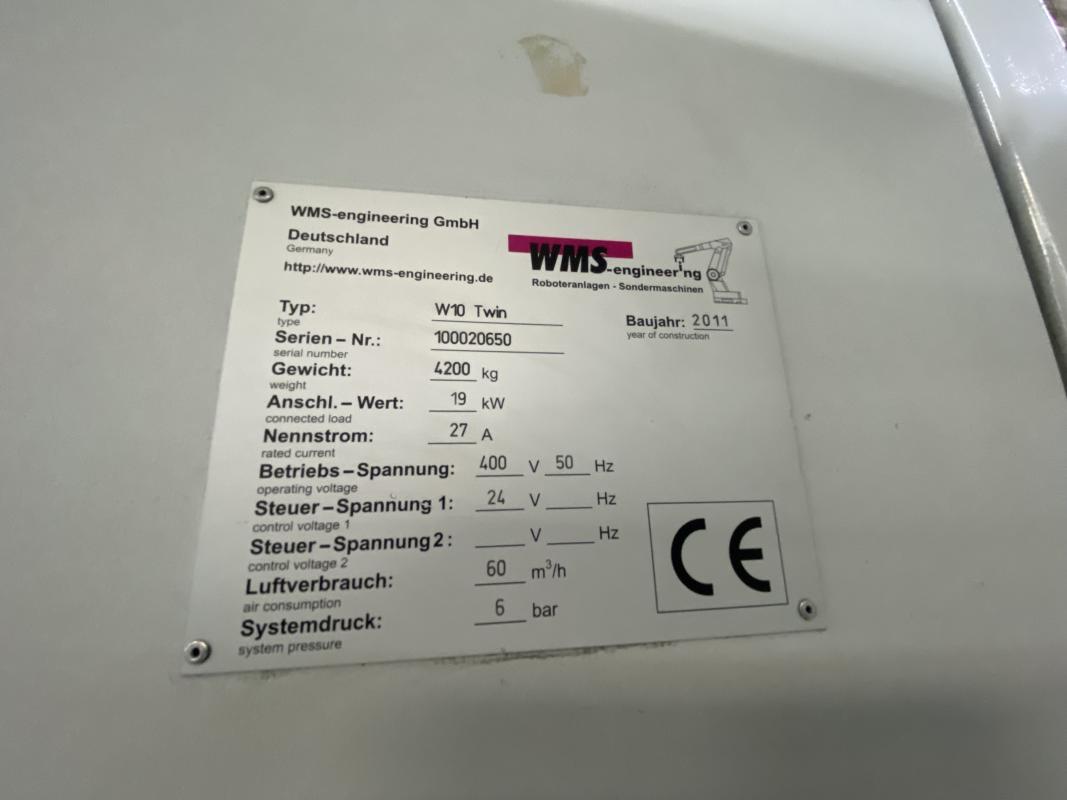 WMS-engineering GmbH
Deutschland
Germany
http://www.wms-engineering.de
WMS-engineering
Roboteranlagen - Sondermaschinen
Baujahr: 2011
year of construction
Typ: W10 Twin
type
Serien – Nr.: 100020650
serial number
Gewicht: 4200 kg
weight
Anschl. – Wert: 19 kW
connected load
Nennstrom: 27 A
rated current
Betriebs – Spannung: 400 V 50 Hz
operating voltage
Steuer – Spannung 1: 24 V Hz
control voltage 1
Steuer – Spannung 2: V Hz
control voltage 2
Luftverbrauch: 60 m³/h
air consumption
Systemdruck: 6 bar
system pressure
CE